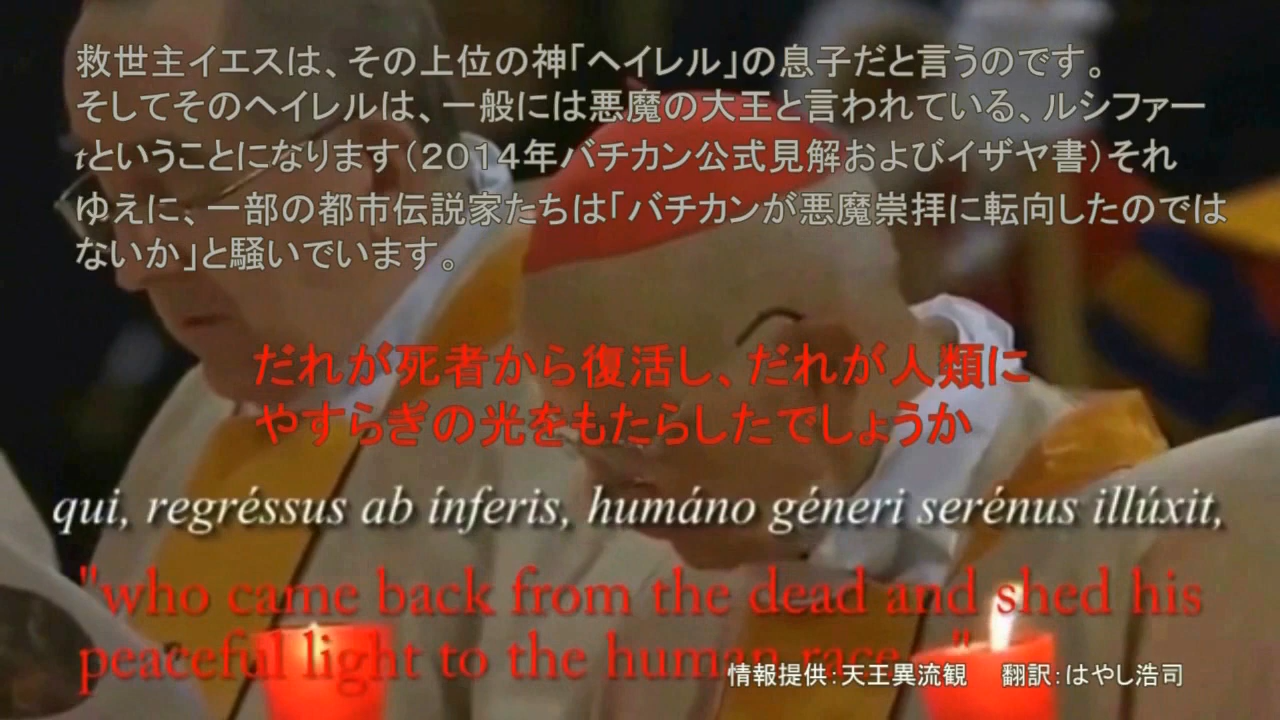 救世主イエスは、その上位の神「ヘイレル」の息子だと言うのです。
そしてそのヘイレルは、一般には悪魔の大王と言われている、ルシファー
tということになります（２０１４年バチカン公式見解およびイザヤ書）それ
ゆえに、一部の都市伝説家たちは「バチカンが悪魔崇拝に転向したのでは
ないか」と騒いでいます。
だれが死者から復活し、だれが人類に
やすらぎの光をもたらしたでしょうか
qui, regréssus ab ínferis, humáno géneri serénus illúxit,
"who came back from the dead and shed his
peaceful light to the human race..."
情報提供：天王異流観　翻訳：はやし浩司